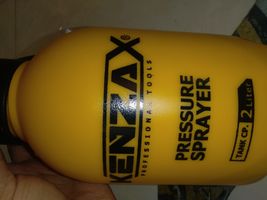 KENZAX®
PROFESSIONAL TOOLS
PRESSURE
SPRAYER
TANK CP. 2 Liter